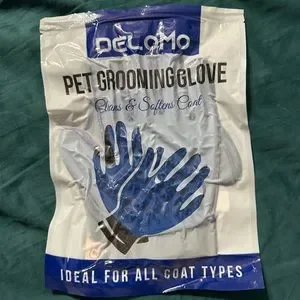 DELOMO
PET GROOMING GLOVE
Cleans & Softens Coat
IDEAL FOR ALL COAT TYPES